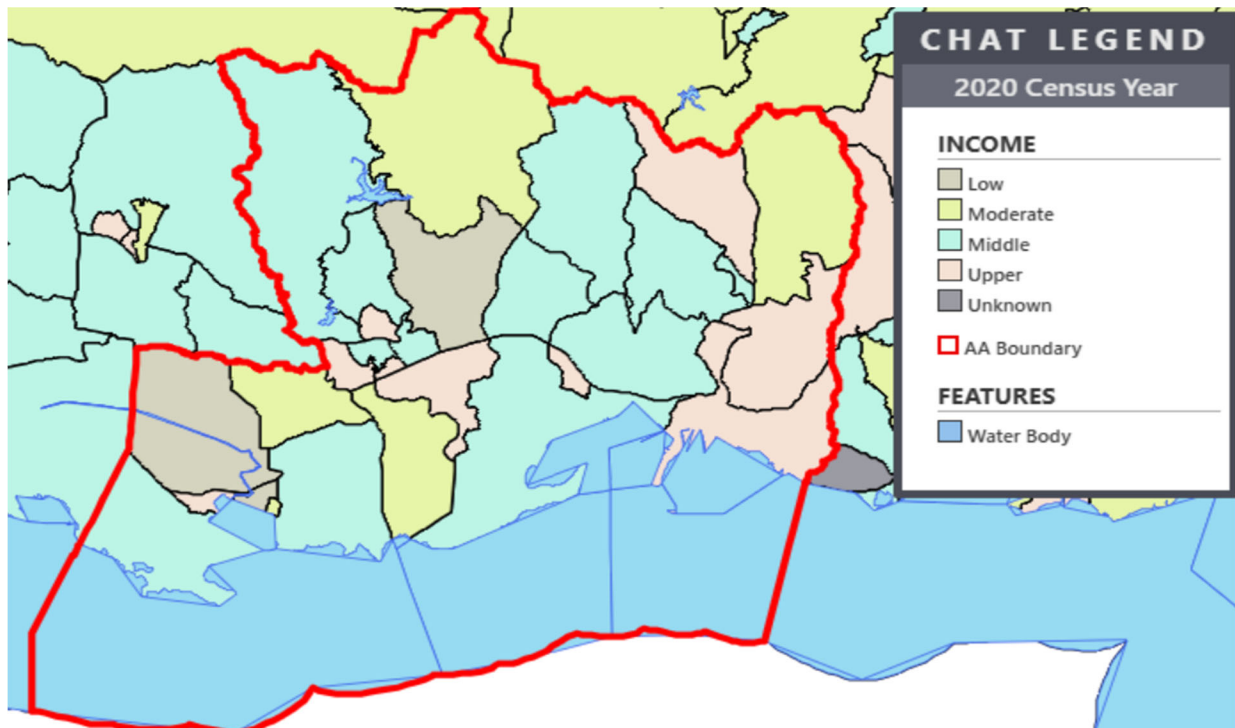 CHAT LEGEND
2020 Census Year
INCOME
Low
Moderate
Middle
Upper
Unknown
AA Boundary
FEATURES
Water Body